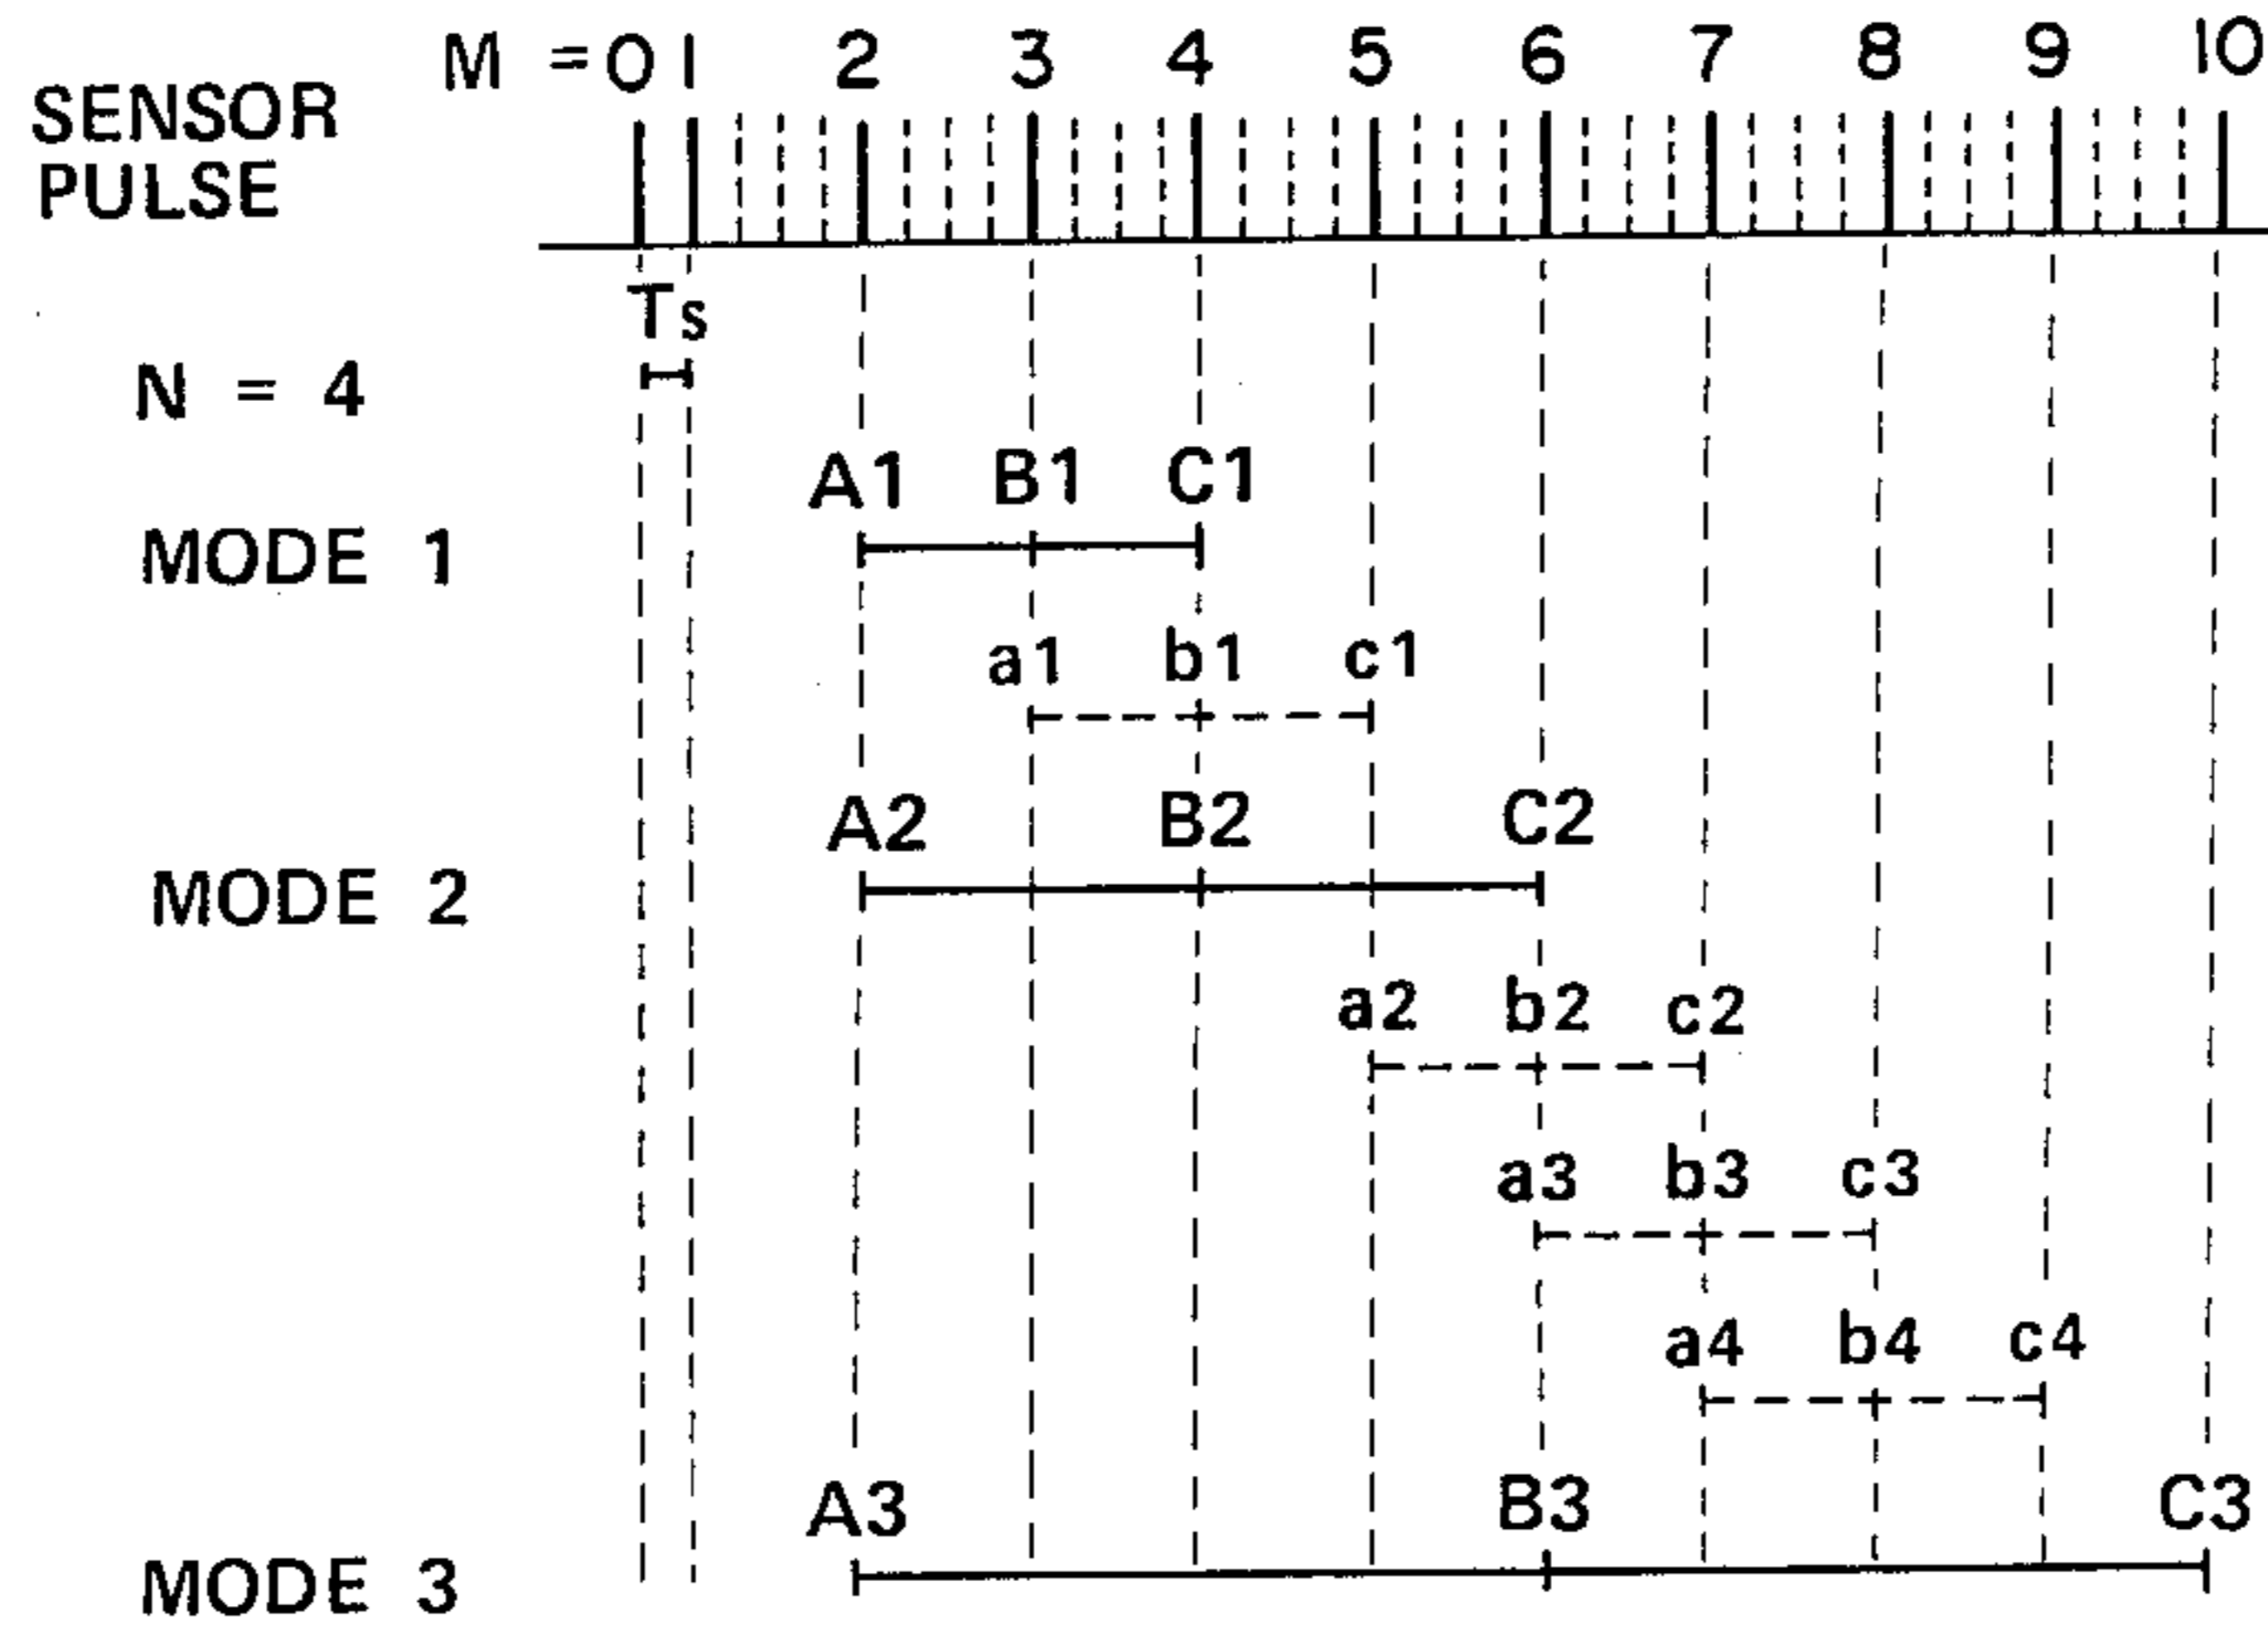 M = 0 1 2 3 4 5 6 7 8 9 10
SENSOR
PULSE
Ts
N = 4
A1 B1 C1
MODE 1
a1 b1 c1
A2 B2 C2
MODE 2
a2 b2 c2
a3 b3 c3
a4 b4 c4
A3 B3 C3
MODE 3